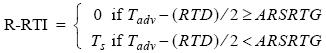 R-RTI = { 0 if T_adv – (RTD)/2 ≥ ARSRTG
T_s if T_adv – (RTD)/2 < ARSRTG